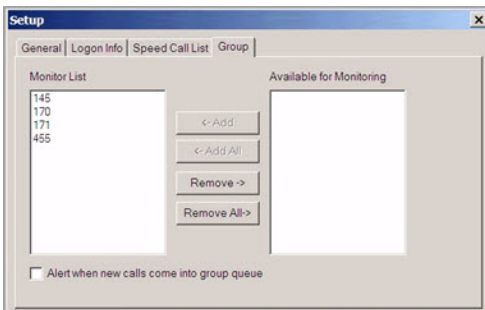 Setup
General Logon Info Speed Call List Group
Monitor List
Available for Monitoring
145
170
171
455
<- Add
<- Add All
Remove ->
Remove All->
Alert when new calls come into group queue